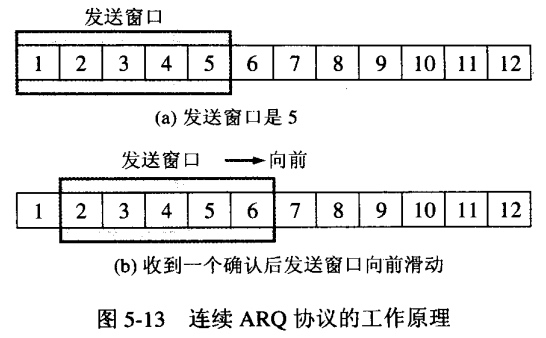 发送窗口
1 2 3 4 5 6 7 8 9 10 11 12
(a) 发送窗口是 5
发送窗口 → 向前
1 2 3 4 5 6 7 8 9 10 11 12
(b) 收到一个确认后发送窗口向前滑动
图 5-13 连续 ARQ 协议的工作原理